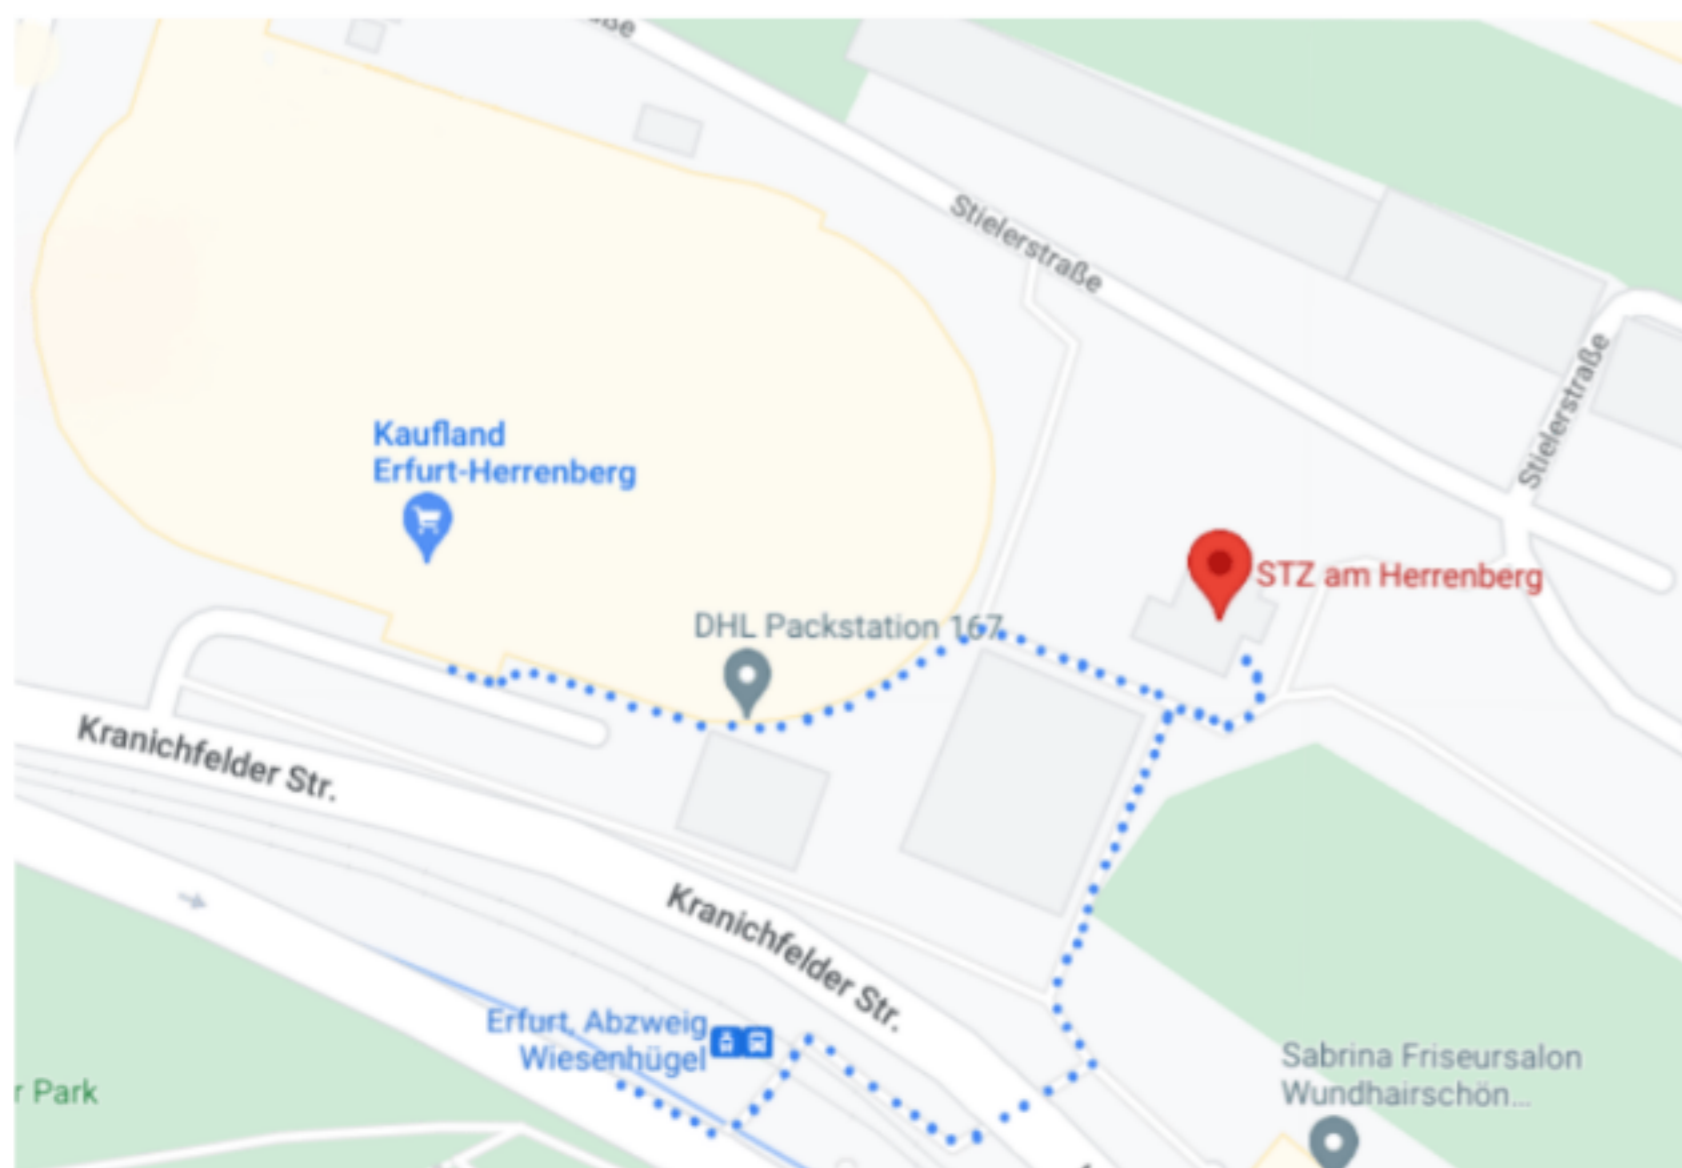 ße
Stielerstraße
Stielerstraße
Kaufland
Erfurt-Herrenberg
STZ am Herrenberg
DHL Packstation 167
Kranichfelder Str.
Kranichfelder Str.
Erfurt, Abzweig
Wiesenhügel
Sabrina Friseursalon
Wundhairschön...
r Park